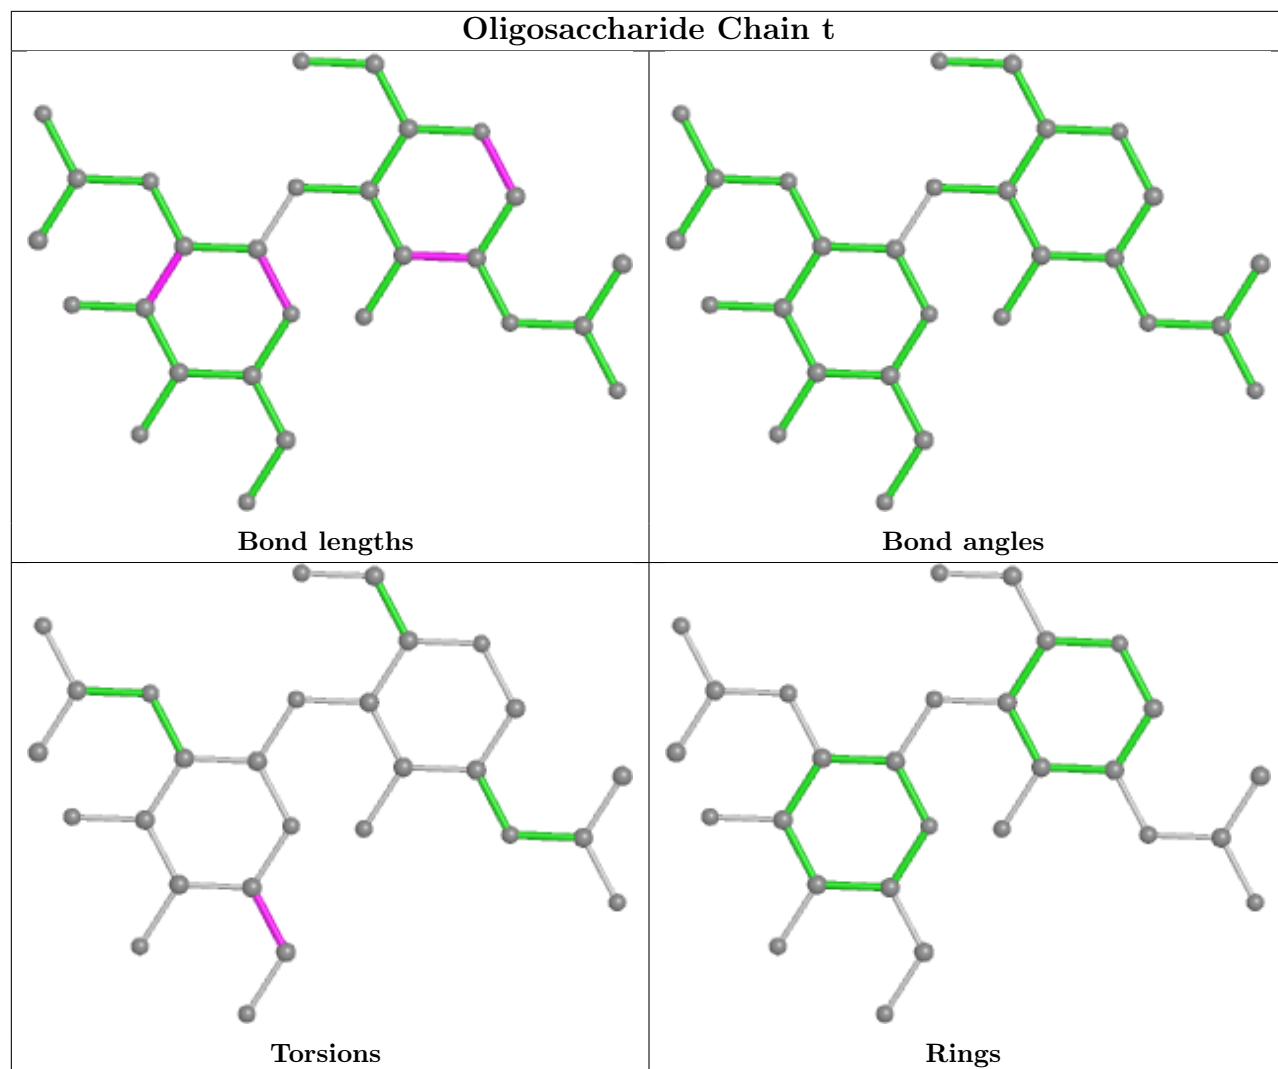 Oligosaccharide Chain t
Bond lengths
Bond angles
Torsions
Rings